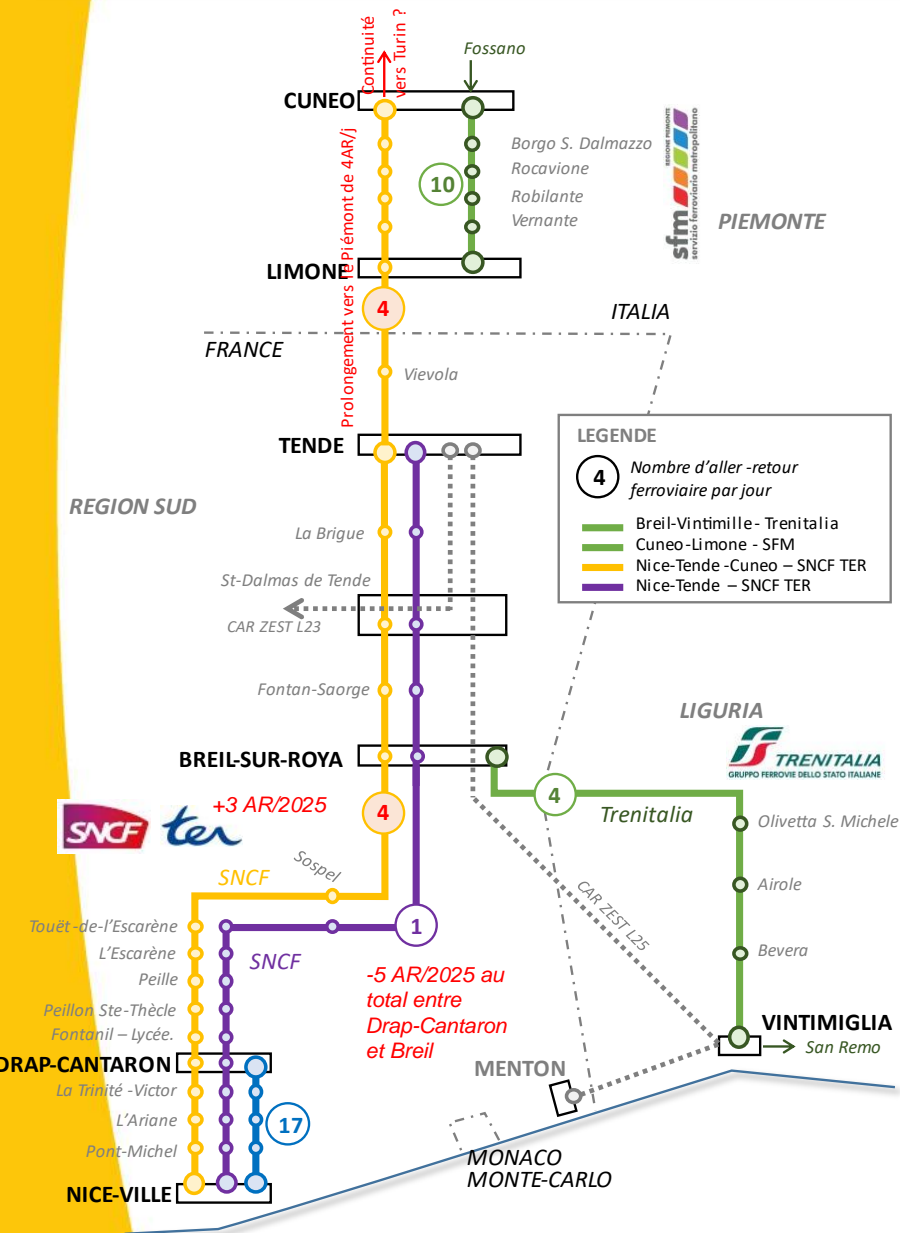 Continuité
vers Turin ?
Fossano
CUNEO
Prolongement vers le Piémont de 4AR/j
Borgo S. Dalmazzo
Rocavione
Robilante
Vernante
10
REGIONE PIEMONTE
sfm
servizio ferroviario metropolitano
PIEMONTE
LIMONE
4
ITALIA
FRANCE
Vievola
TENDE
LEGENDE
4
Nombre d'aller -retour
ferroviaire par jour
Breil-Vintimille - Trenitalia
Cuneo-Limone - SFM
Nice-Tende -Cuneo – SNCF TER
Nice-Tende – SNCF TER
REGION SUD
La Brigue
St-Dalmas de Tende
CAR ZEST L23
Fontan-Saorge
LIGURIA
TRENITALIA
GRUPPO FERROVIE DELLO STATO ITALIANE
BREIL-SUR-ROYA
+3 AR/2025
4
4
Trenitalia
Olivetta S. Michele
SNCF
ter
Sospel
SNCF
Airole
CAR ZEST L25
1
Touët -de-l'Escarène
L'Escarène
SNCF
Bevera
Peille
-5 AR/2025 au
total entre
Drap-Cantaron
et Breil
Peillon Ste-Thècle
Fontanil – Lycée.
VINTIMIGLIA
San Remo
DRAP-CANTARON
MENTON
La Trinité -Victor
L'Ariane
17
Pont-Michel
MONACO
MONTE-CARLO
NICE-VILLE